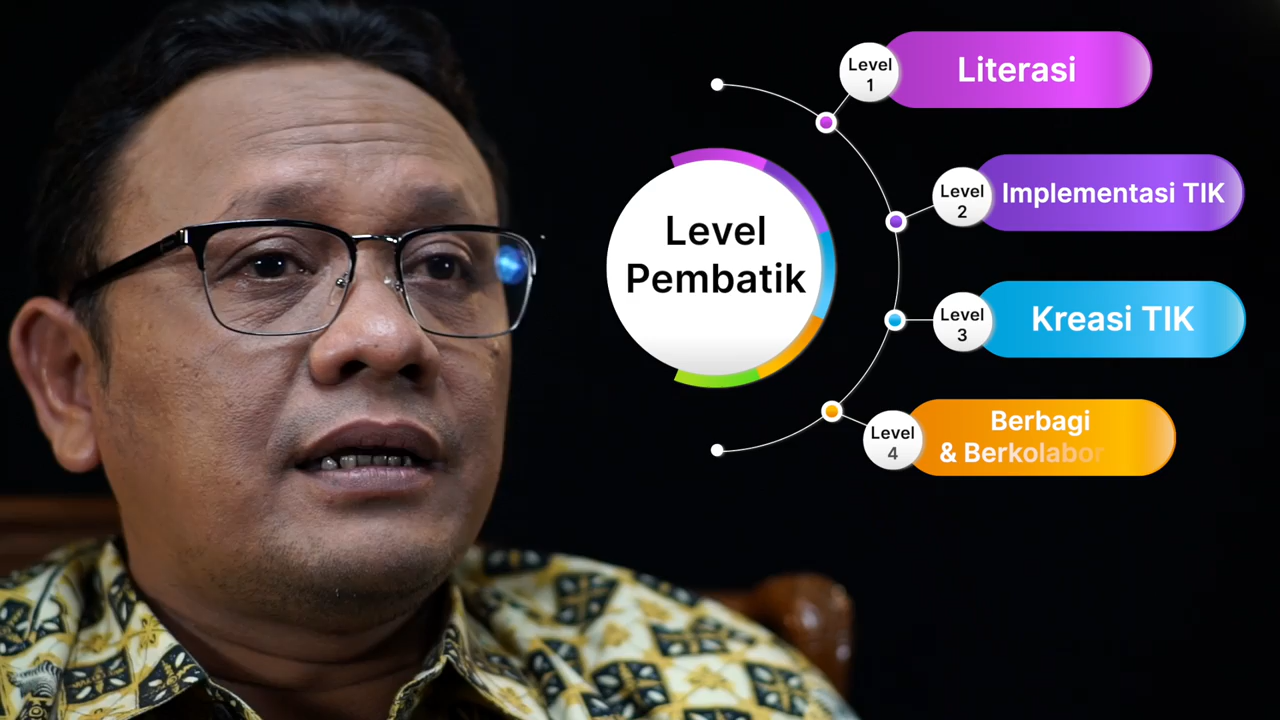 Level
Pembatik
Level
1
Literasi
Level
2
Implementasi TIK
Level
3
Kreasi TIK
Level
4
Berbagi
& Berkolabor